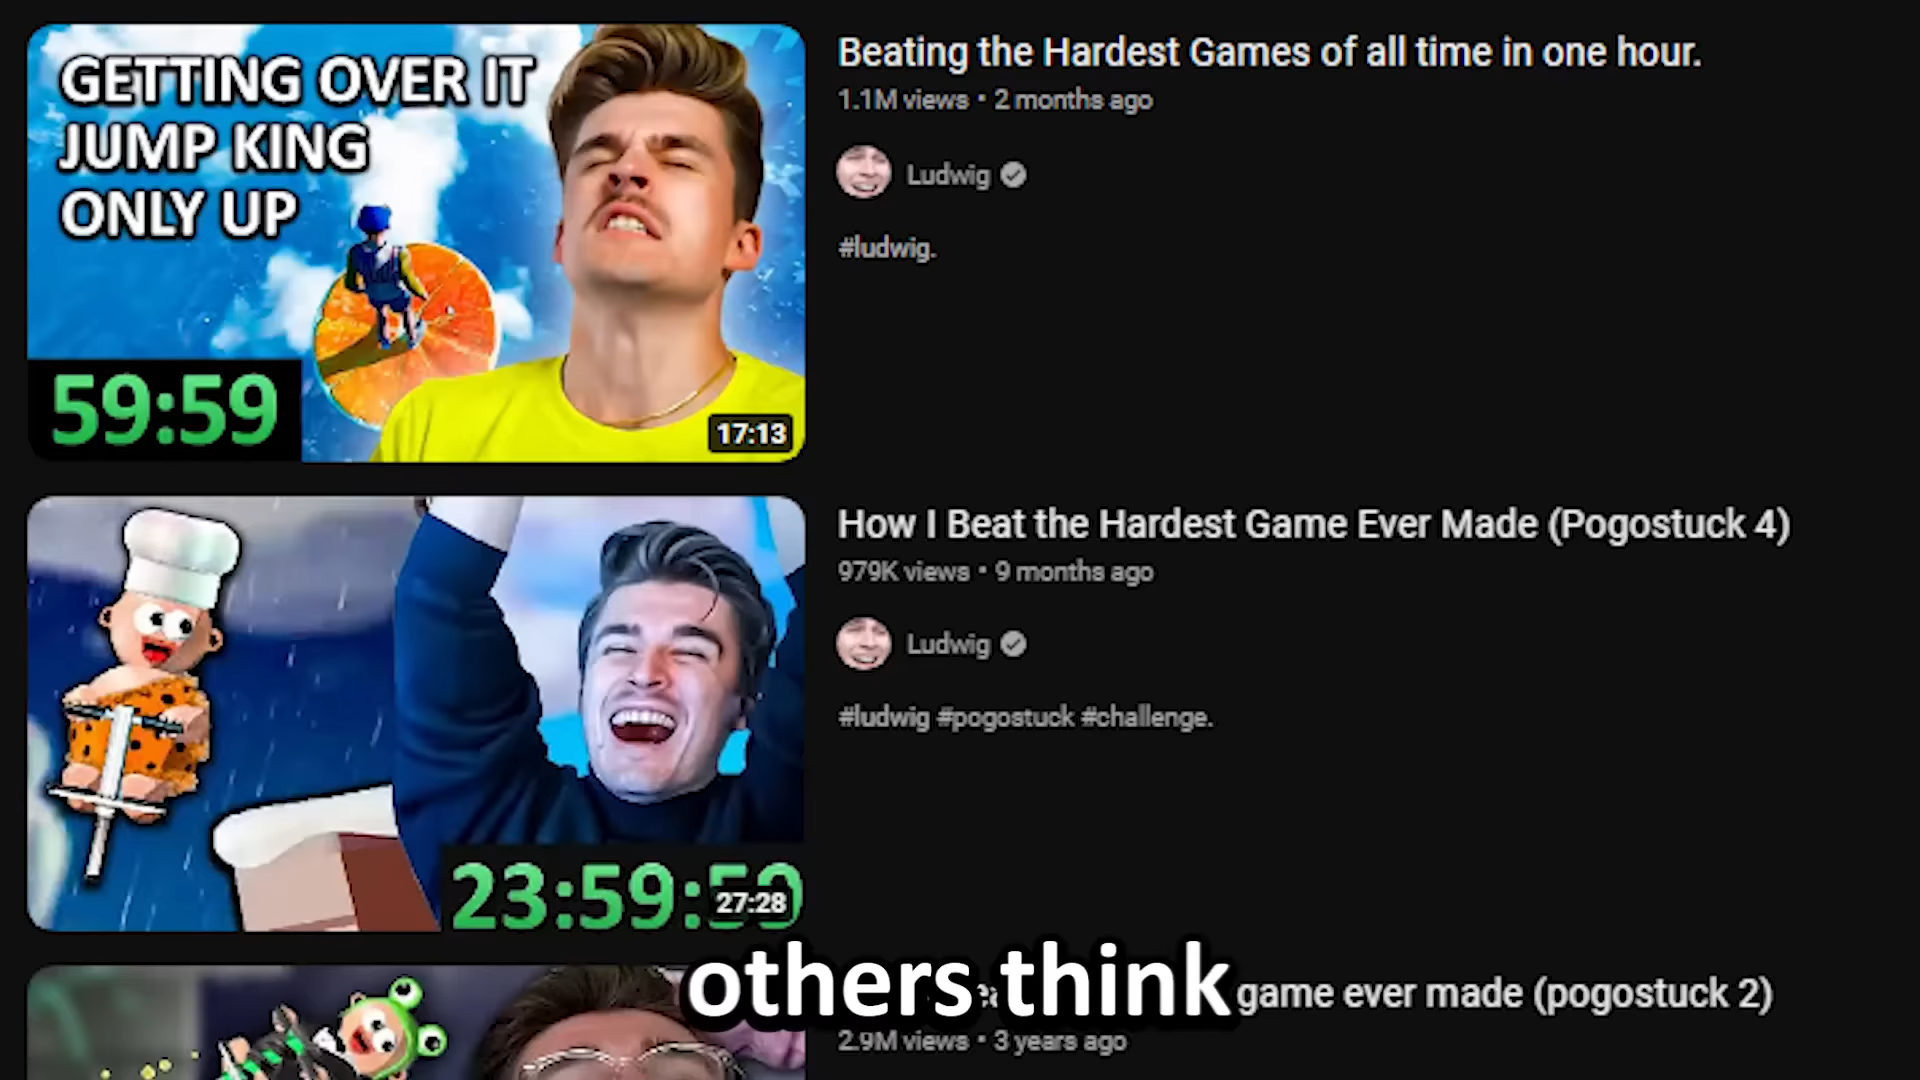 GETTING OVER IT
JUMP KING
ONLY UP
59:59
17:13
Beating the Hardest Games of all time in one hour.
1.1M views • 2 months ago
Ludwig
#ludwig.
23:59:59
27:28
How I Beat the Hardest Game Ever Made (Pogostuck 4)
979K views • 9 months ago
Ludwig
#ludwig #pogostuck #challenge.
others think
game ever made (pogostuck 2)
2.9M views • 3 years ago